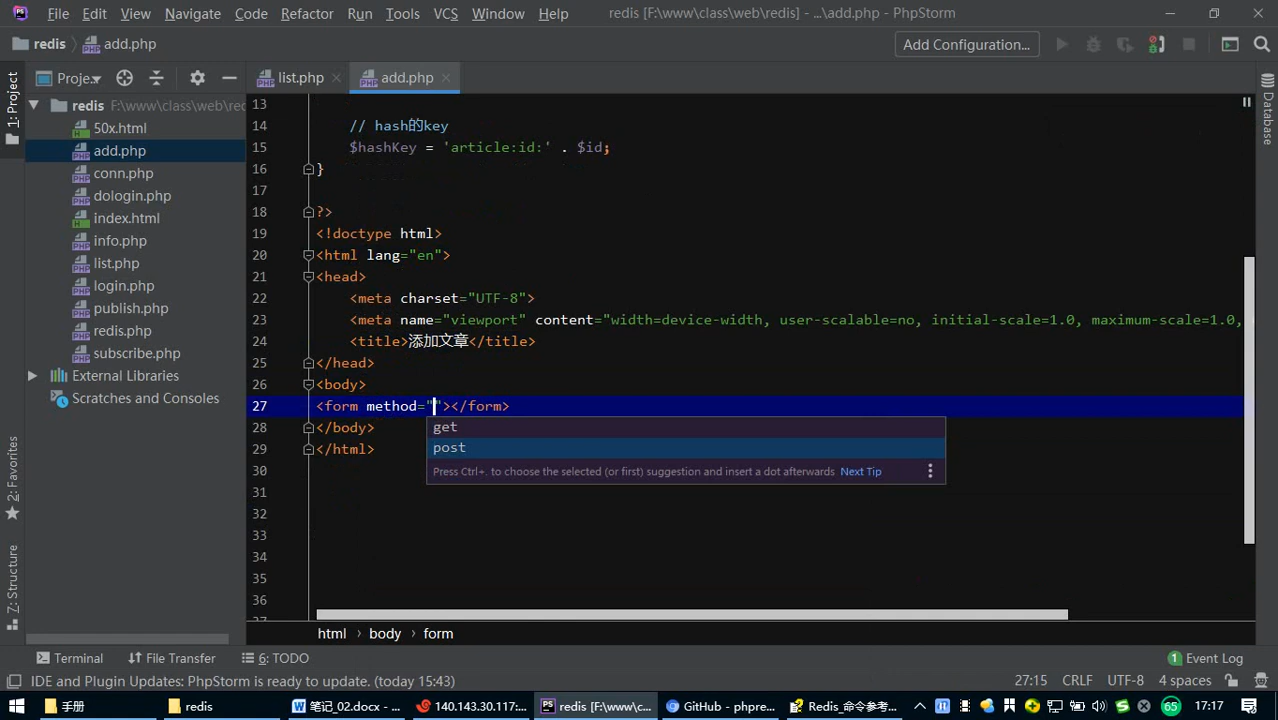 File Edit View Navigate Code Refactor Run Tools VCS Window Help redis [F:\www\class\web\redis] - ...\add.php - PhpStorm
redis add.php Add Configuration...
Proje... list.php add.php
1: Project
redis F:\www\class\web\redis
50x.html
add.php
conn.php
dologin.php
index.html
info.php
list.php
login.php
publish.php
redis.php
subscribe.php
External Libraries
Scratches and Consoles
2: Favorites
7: Structure
Database
13
14 // hash的key
15 $hashKey = 'article:id:' . $id;
16 }
17
18 ?>
19 <!doctype html>
20 <html lang="en">
21 <head>
22 <meta charset="UTF-8">
23 <meta name="viewport" content="width=device-width, user-scalable=no, initial-scale=1.0, maximum-scale=1.0,
24 <title>添加文章</title>
25 </head>
26 <body>
27 <form method=""></form>
28 </body>
29 </html>
30
31
32
33
34
35
36
37
get
post
Press Ctrl+. to choose the selected (or first) suggestion and insert a dot afterwards Next Tip
html › body › form
Terminal File Transfer 6: TODO 1 Event Log
IDE and Plugin Updates: PhpStorm is ready to update. (today 15:43) 27:15 CRLF UTF-8 4 spaces
手册 redis 笔记_02.docx - ... 140.143.30.117:... redis [F:\www\c... GitHub - phpre... Redis_命令参考... 65 17:17